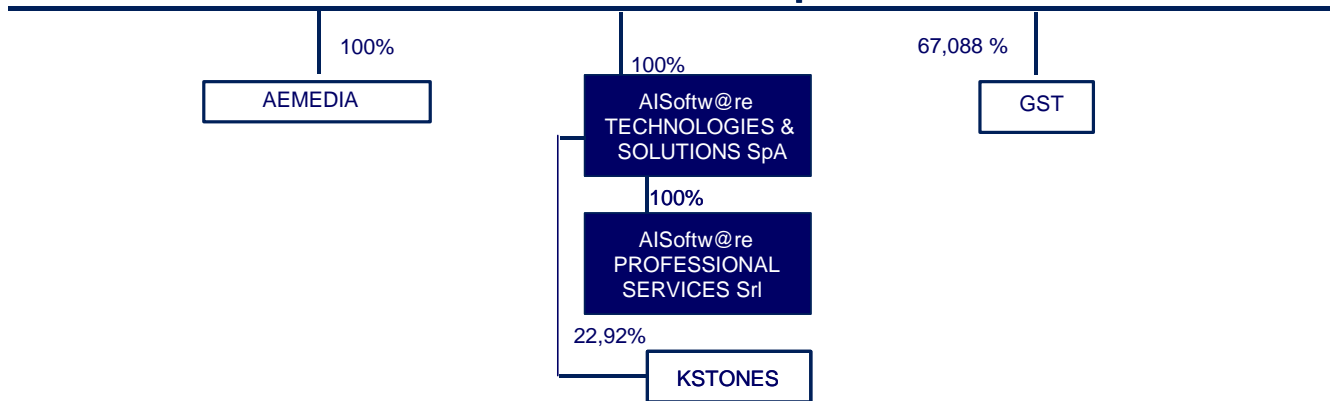 100%
67,088 %
100%
AEMEDIA
AISoftw@re
TECHNOLOGIES &
SOLUTIONS SpA
GST
100%
AISoftw@re
PROFESSIONAL
SERVICES Srl
22,92%
KSTONES